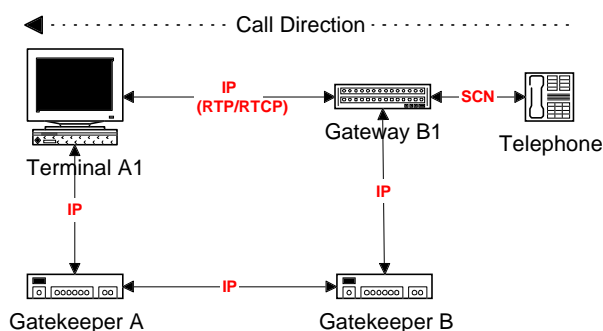 Call Direction
IP
(RTP/RTCP)
SCN
Gateway B1
Telephone
Terminal A1
IP
IP
IP
Gatekeeper A
Gatekeeper B